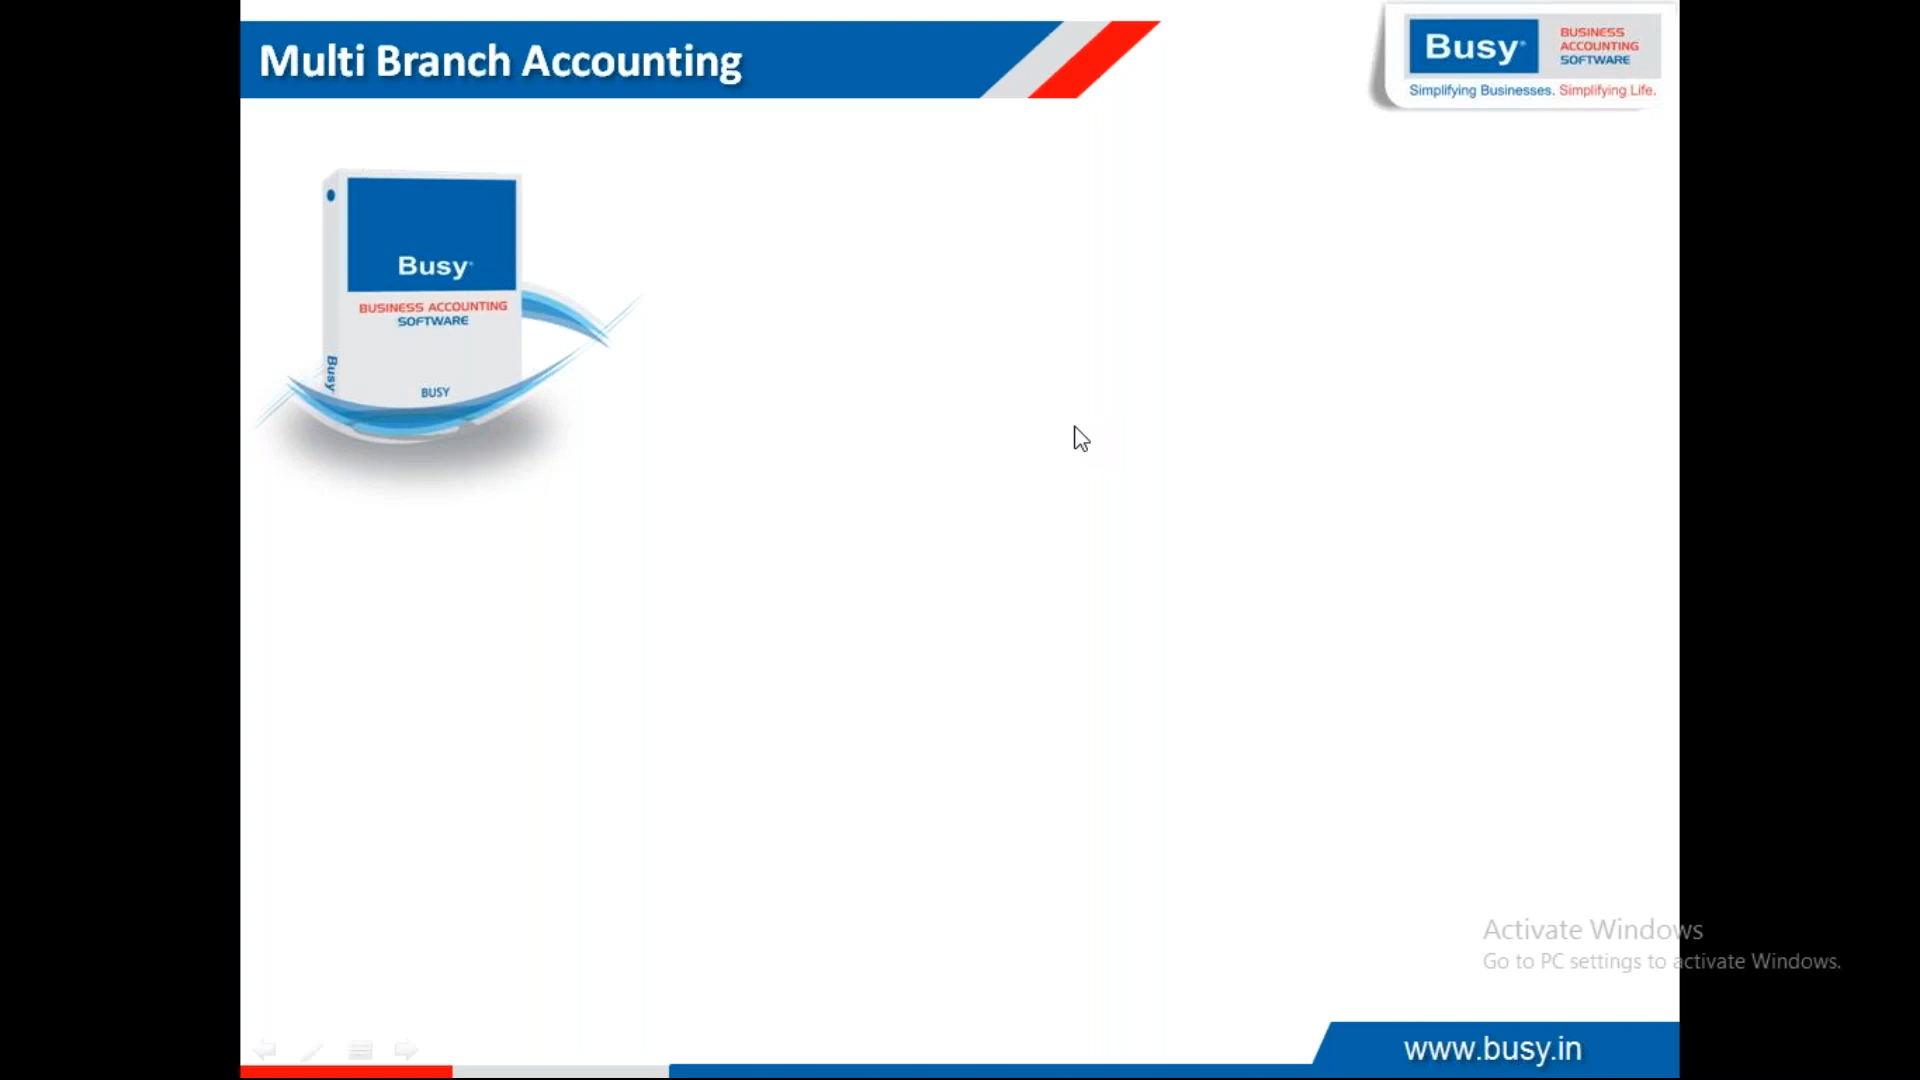 Multi Branch Accounting
Busy
BUSINESS
ACCOUNTING
SOFTWARE
Simplifying Businesses. Simplifying Life.
Busy
BUSINESS ACCOUNTING
SOFTWARE
Busy
BUSY
Activate Windows
Go to PC settings to activate Windows.
www.busy.in